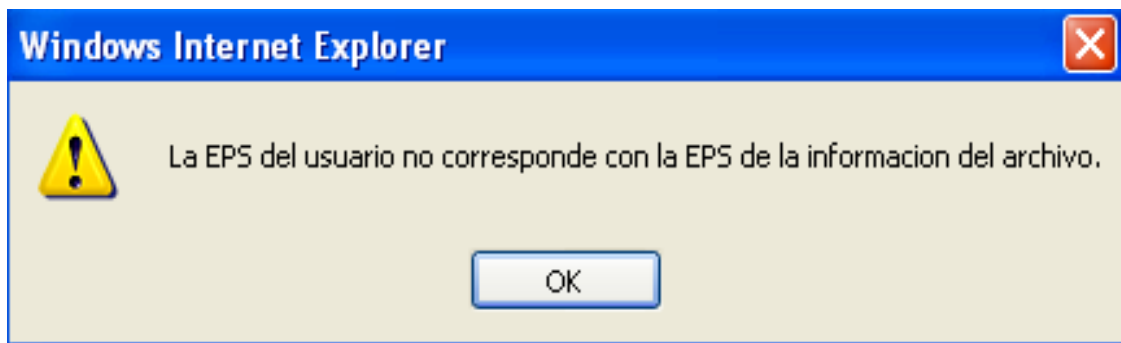 Windows Internet Explorer
La EPS del usuario no corresponde con la EPS de la informacion del archivo.
OK